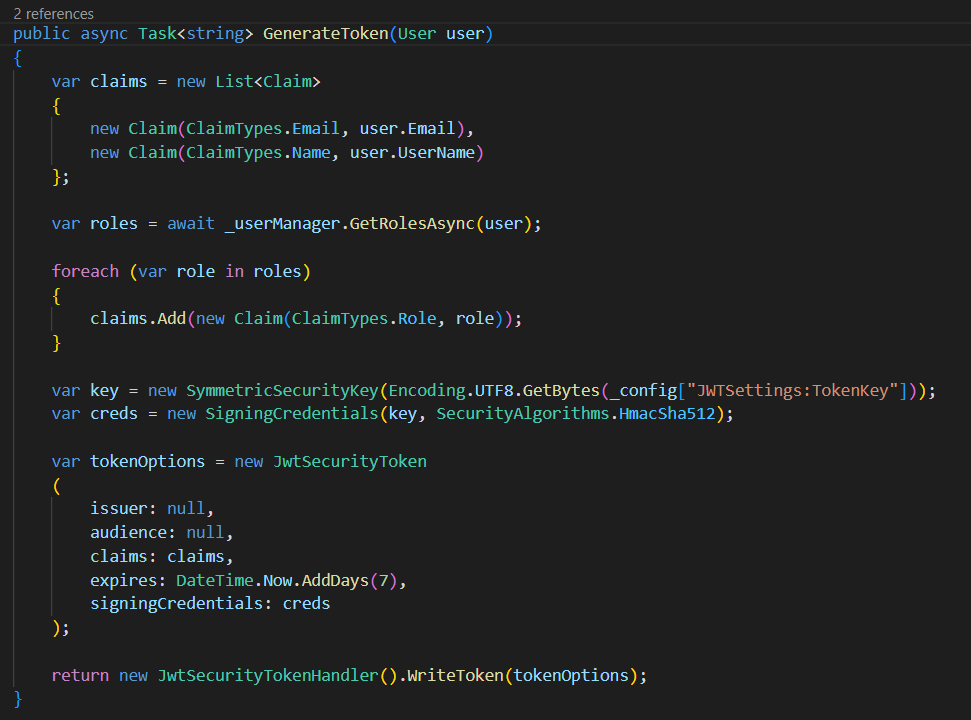 2 references
public async Task<string> GenerateToken(User user)
{
    var claims = new List<Claim>
    {
        new Claim(ClaimTypes.Email, user.Email),
        new Claim(ClaimTypes.Name, user.UserName)
    };

    var roles = await _userManager.GetRolesAsync(user);

    foreach (var role in roles)
    {
        claims.Add(new Claim(ClaimTypes.Role, role));
    }

    var key = new SymmetricSecurityKey(Encoding.UTF8.GetBytes(_config["JWTSettings:TokenKey"]));
    var creds = new SigningCredentials(key, SecurityAlgorithms.HmacSha512);

    var tokenOptions = new JwtSecurityToken
    (
        issuer: null,
        audience: null,
        claims: claims,
        expires: DateTime.Now.AddDays(7),
        signingCredentials: creds
    );

    return new JwtSecurityTokenHandler().WriteToken(tokenOptions);
}